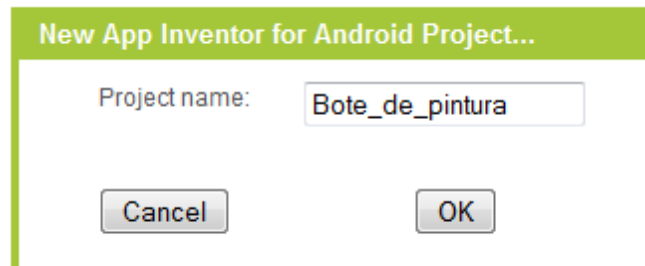 New App Inventor for Android Project...
Project name: Bote_de_pintura
Cancel OK